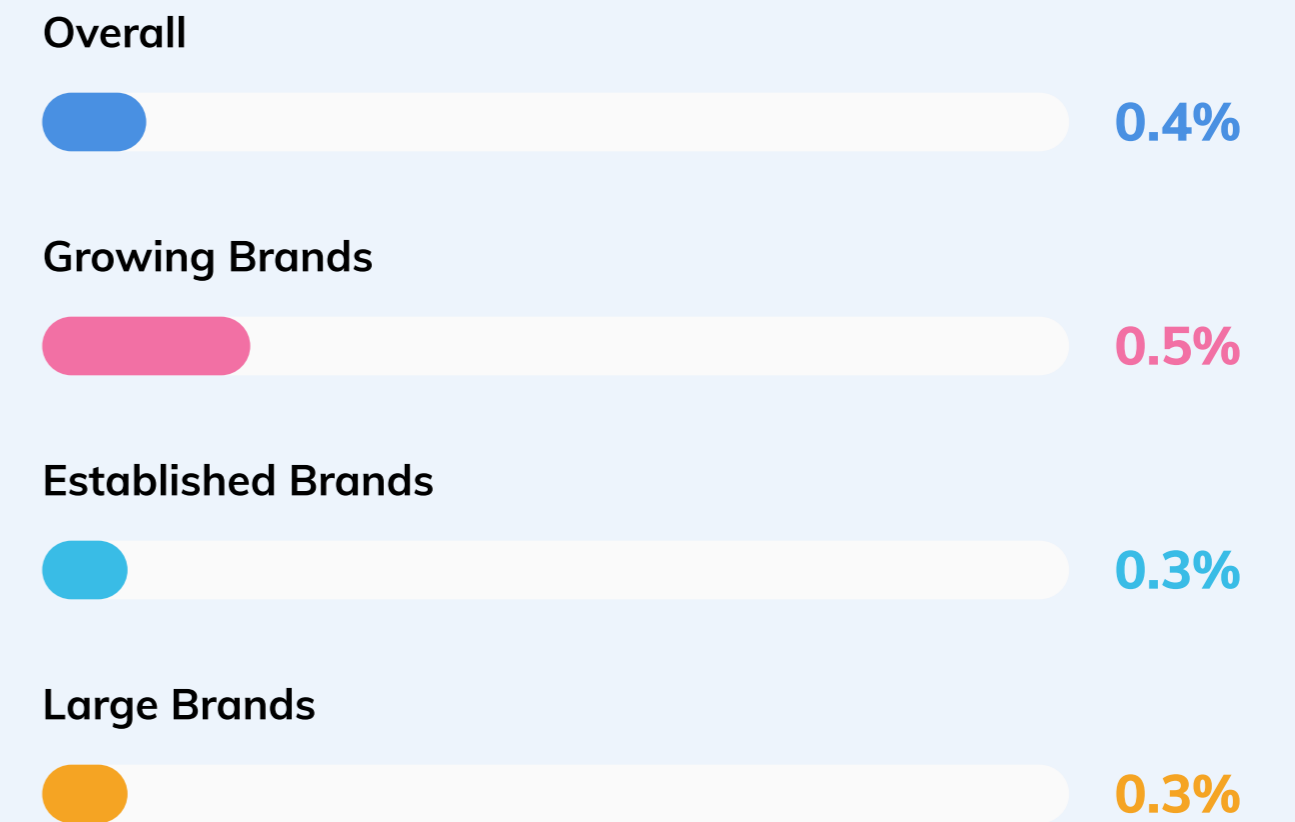 Overall
0.4%
Growing Brands
0.5%
Established Brands
0.3%
Large Brands
0.3%